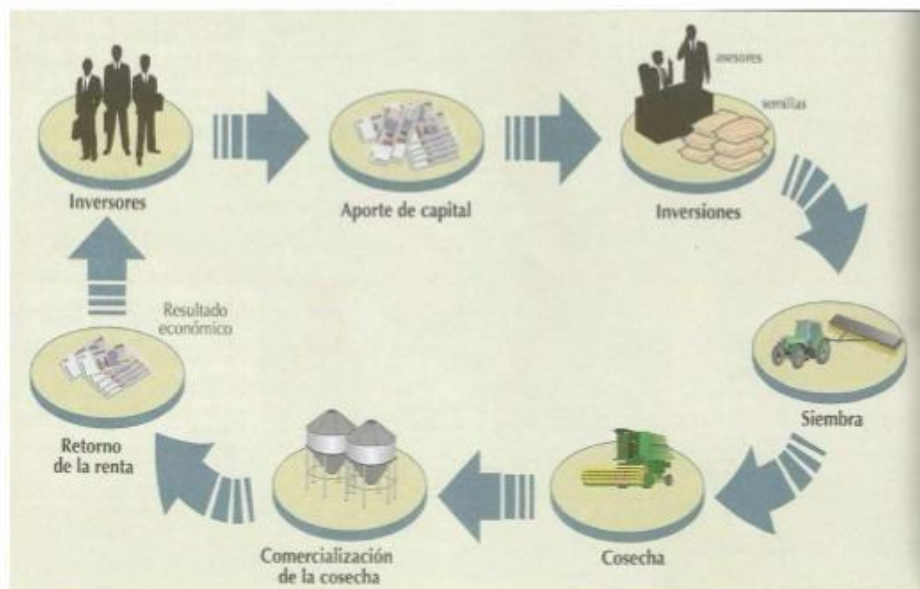 asesores
semillas
Inversores
Aporte de capital
Inversiones
Resultado
económico
Siembra
Retorno
de la renta
Comercialización
de la cosecha
Cosecha